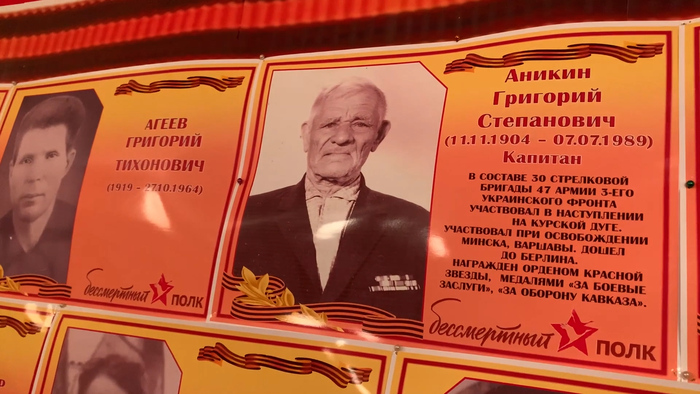 АГЕЕВ
ГРИГОРИЙ
ТИХОНОВИЧ
(1919 - 27.10.1964)
бессмертный ПОЛК
Аникин
Григорий
Степанович
(11.11.1904 - 07.07.1989)
Капитан
В СОСТАВЕ 30 СТРЕЛКОВОЙ
БРИГАДЫ 47 АРМИИ 3-ЕГО
УКРАИНСКОГО ФРОНТА
УЧАСТВОВАЛ В НАСТУПЛЕНИИ
НА КУРСКОЙ ДУГЕ.
УЧАСТВОВАЛ ПРИ ОСВОБОЖДЕНИИ
МИНСКА, ВАРШАВЫ. ДОШЕЛ
ДО БЕРЛИНА.
НАГРАЖДЕН ОРДЕНОМ КРАСНОЙ
ЗВЕЗДЫ, МЕДАЛЯМИ «ЗА БОЕВЫЕ
ЗАСЛУГИ», «ЗА ОБОРОНУ КАВКАЗА».
бессмертный ПОЛК